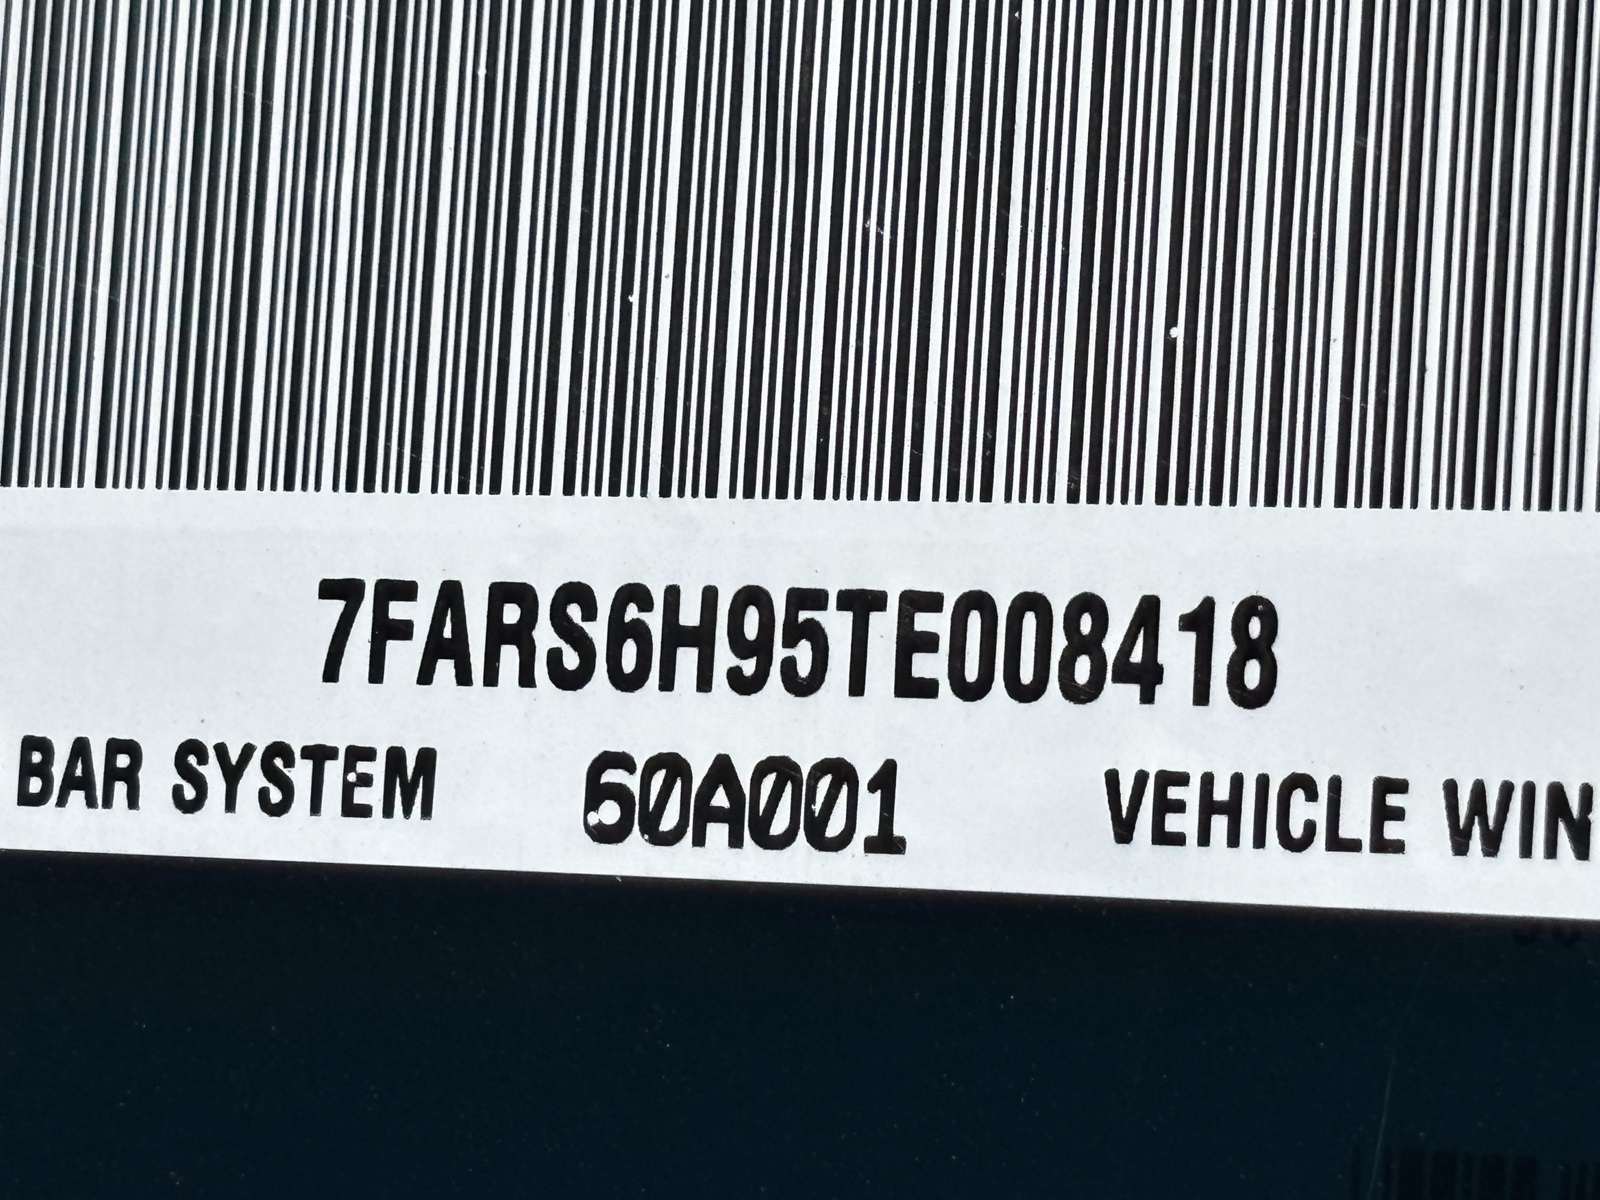 7FARS6H95TE008418
BAR SYSTEM 60A001 VEHICLE WIN